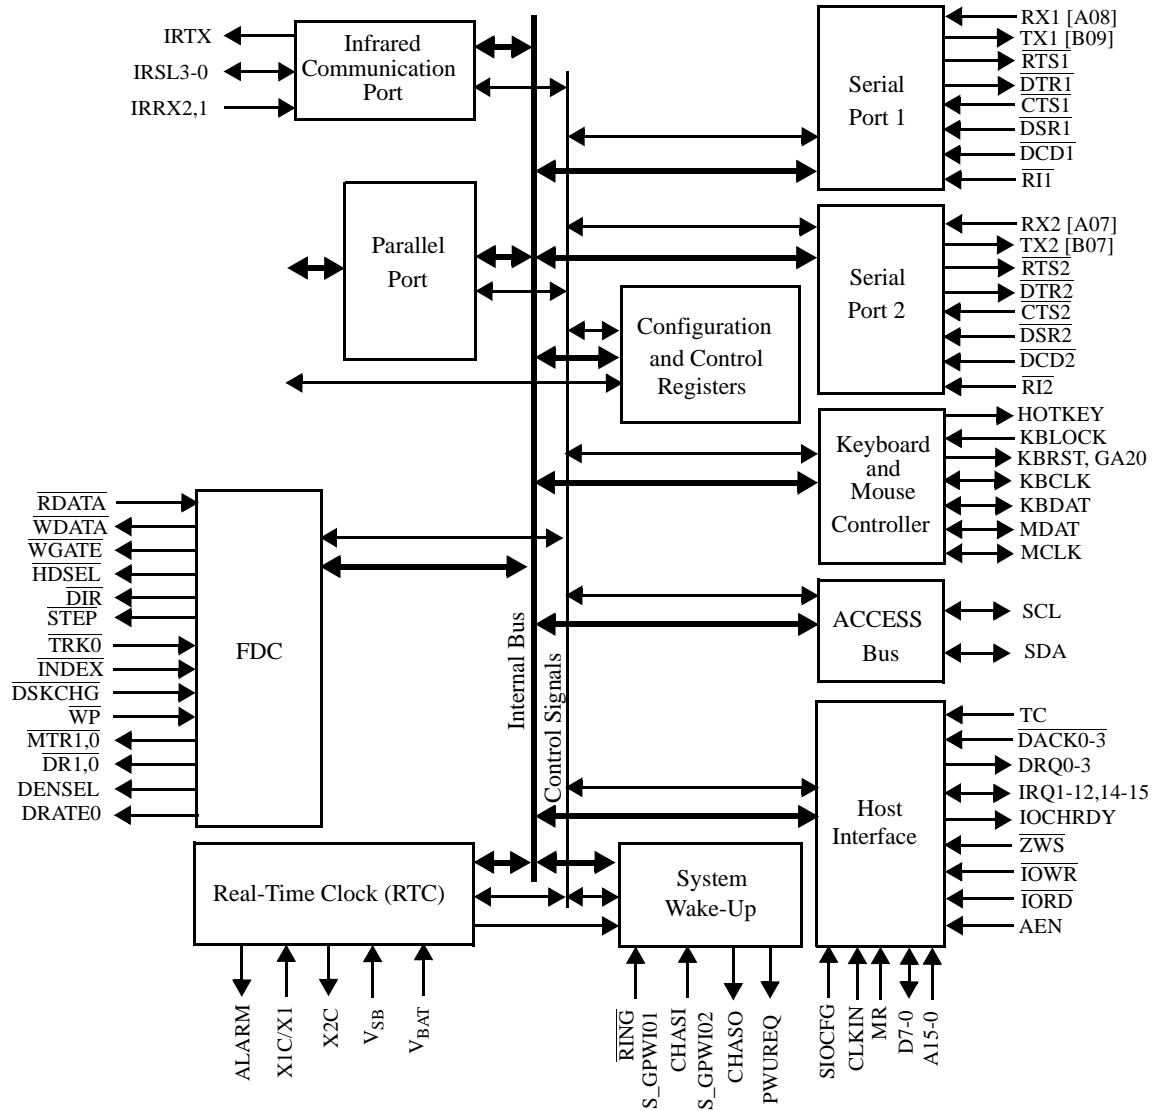 IRTX
IRSL3-0
IRRX2,1
Infrared
Communication
Port
Parallel
Port
Serial
Port 1
RX1 [A08]
TX1 [B09]
RTS1
DTR1
CTS1
DSR1
DCD1
RI1
Serial
Port 2
RX2 [A07]
TX2 [B07]
RTS2
DTR2
CTS2
DSR2
DCD2
RI2
Configuration
and Control
Registers
Keyboard
and
Mouse
Controller
HOTKEY
KBLOCK
KBRST, GA20
KBCLK
KBDAT
MDAT
MCLK
RDATA
WDATA
WGATE
HDSEL
DIR
STEP
TRK0
INDEX
DSKCHG
WP
MTR1,0
DR1,0
DENSEL
DRATE0
FDC
Internal Bus
Control Signals
ACCESS
Bus
SCL
SDA
Host
Interface
TC
DACK0-3
DRQ0-3
IRQ1-12,14-15
IOCHRDY
ZWS
IOWR
IORD
AEN
Real-Time Clock (RTC)
System
Wake-Up
ALARM
X1C/X1
X2C
VSB
VBAT
RING
S_GPWI01
CHASI
S_GPWI02
CHASO
PWUREQ
SIOCFG
CLKIN
MR
D7-0
A15-0